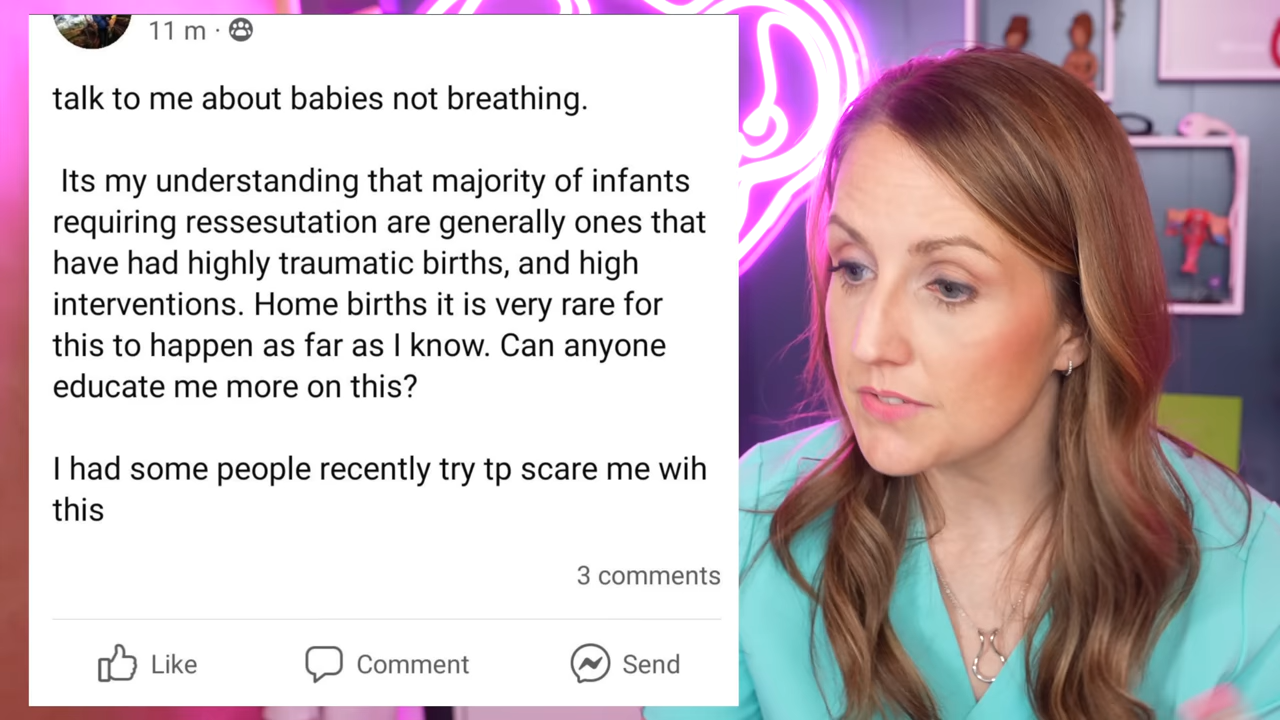 11 m ·
talk to me about babies not breathing.
Its my understanding that majority of infants
requiring ressesutation are generally ones that
have had highly traumatic births, and high
interventions. Home births it is very rare for
this to happen as far as I know. Can anyone
educate me more on this?
I had some people recently try tp scare me wih
this
3 comments
Like
Comment
Send